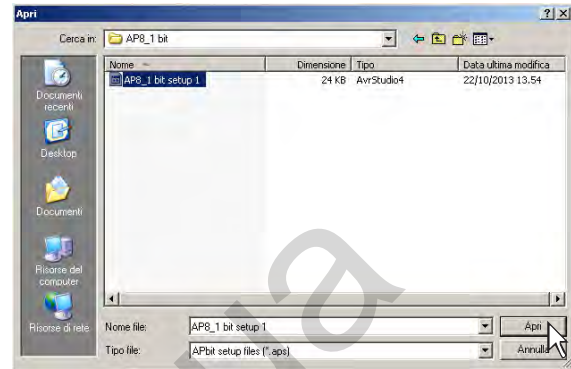 Apri
Cerca in: AP8_1 bit
Nome Dimensione Tipo Data ultima modifica
AP8_1 bit setup 1 24 KB AvrStudio4 22/10/2013 13.54
Documenti recenti
Desktop
Documenti
Risorse del computer
Risorse di rete
Nome file: AP8_1 bit setup 1 Apri
Tipo file: APbit setup files (*.aps) Annulla